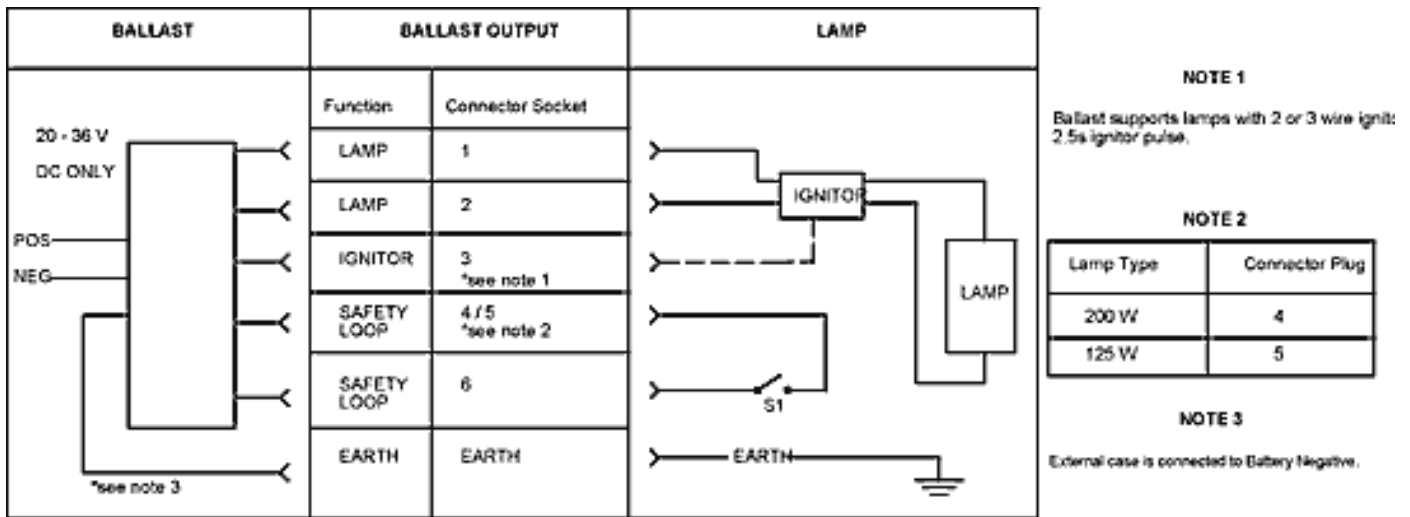 BALLAST
BALLAST OUTPUT
LAMP
Function
Connector Socket
20 - 36 V
DC ONLY
POS
NEG
*see note 3
LAMP
1
LAMP
2
IGNITOR
3
*see note 1
SAFETY
LOOP
4 / 5
*see note 2
SAFETY
LOOP
6
EARTH
EARTH
IGNITOR
LAMP
S1
EARTH
NOTE 1
Ballast supports lamps with 2 or 3 wire
2.5s ignitor pulse.
NOTE 2
Lamp Type
Connector Plug
200 W
4
125 W
5
NOTE 3
External case is connected to Battery Negative.